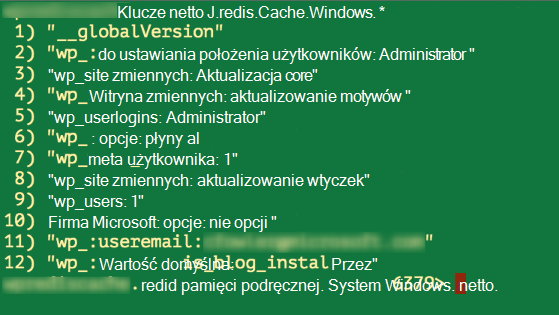 Klucze netto J.redis.Cache.Windows. *
1) "__globalVersion"
2) "wp_:do ustawiania położenia użytkowników: Administrator "
3) "wp_site zmiennych: Aktualizacja core"
4) "wp_Witryna zmiennych: aktualizowanie motywów "
5) "wp_userlogins: Administrator"
6) "wp_ : opcje: płyny al
7) "wp_meta użytkownika: 1"
8) "wp_site zmiennych: aktualizowanie wtyczek"
9) "wp_users: 1"
10) Firma Microsoft: opcje: nie opcji "
11) "wp_:useremail: "
12) "wp_:Wartość domyślna: is_blog_instal Przez"
. redid pamięci podręcznej. System Windows. netto. 6379>